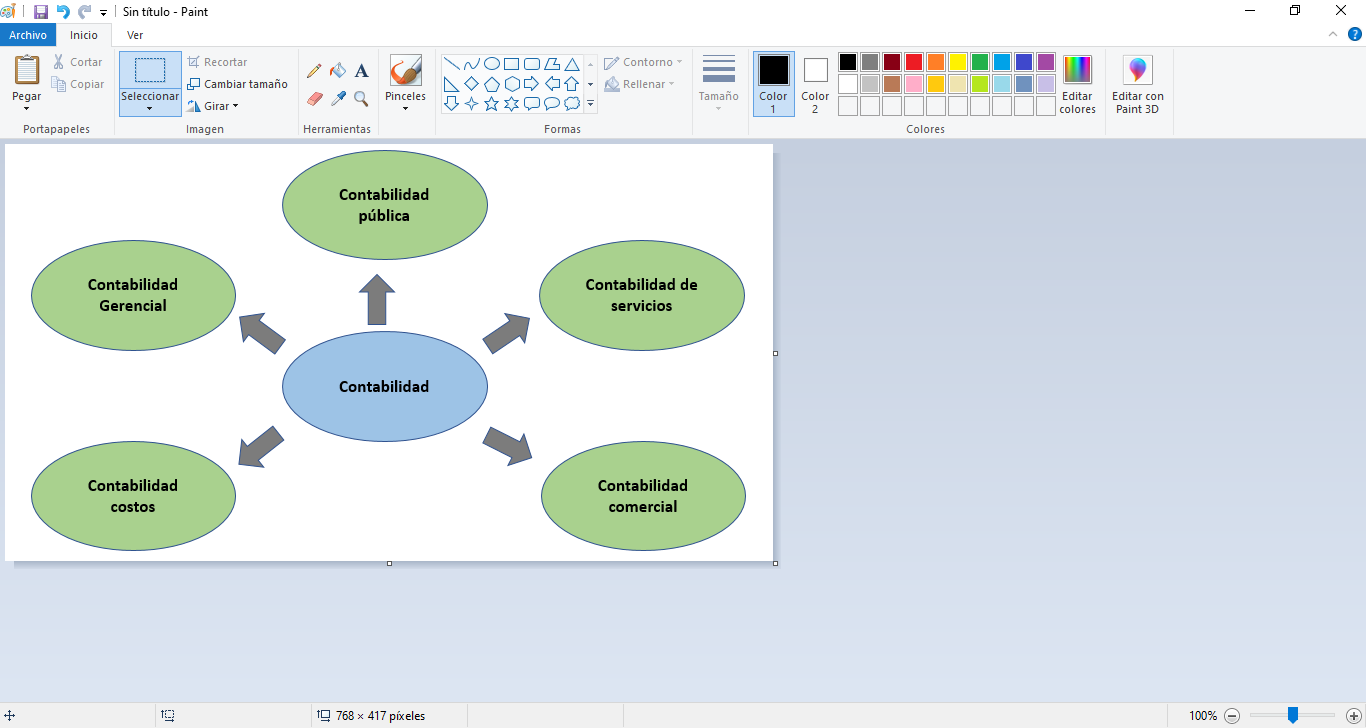 Sin título - Paint
Archivo
Inicio
Ver
Pegar
Cortar
Copiar
Portapapeles
Seleccionar
Recortar
Cambiar tamaño
Girar
Imagen
A
Herramientas
Pinceles
Formas
Contorno
Rellenar
Tamaño
Color
1
Color
2
Colores
Editar
colores
Editar con
Paint 3D
?
Contabilidad
pública
Contabilidad
Gerencial
Contabilidad de
servicios
Contabilidad
Contabilidad
costos
Contabilidad
comercial
768 × 417 píxeles
100%